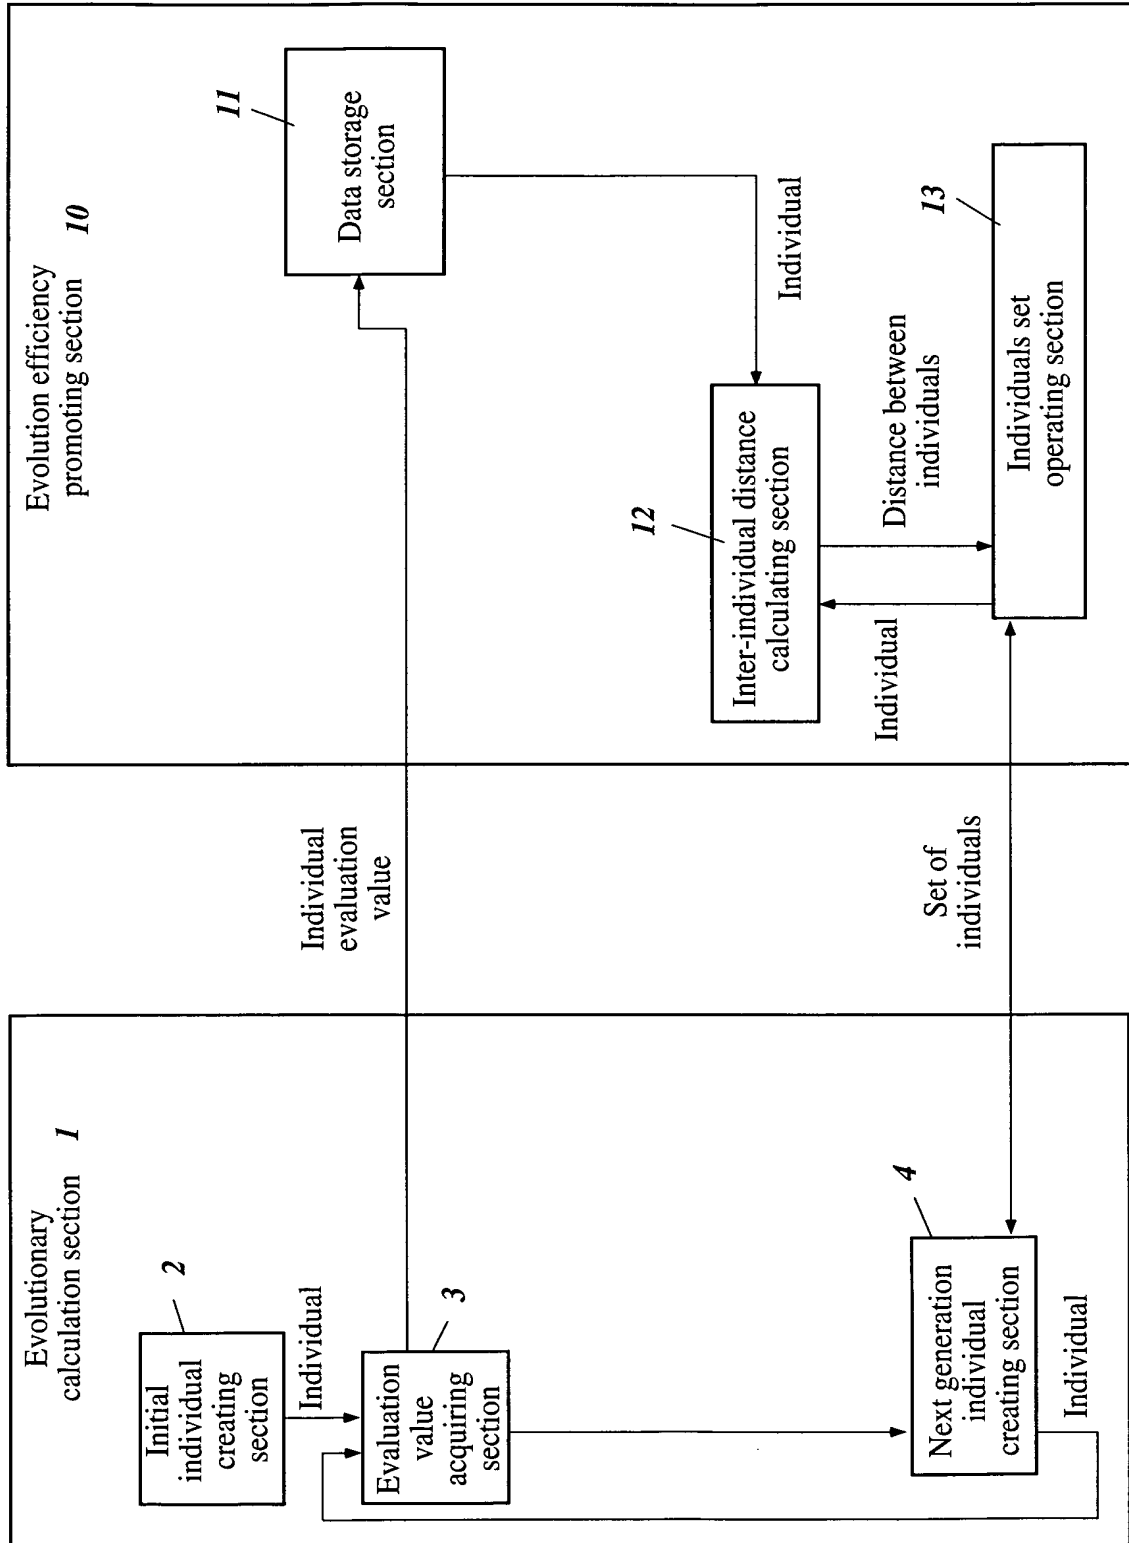 Evolutionary
calculation section 1
Initial
individual
creating
section
2
Individual
Evaluation
value
acquiring
section
3
Next generation
individual
creating section
4
Individual
Individual
evaluation
value
Set of
individuals
Evolution efficiency
promoting section 10
Data storage
section
11
Individual
Inter-individual distance
calculating section
12
Individual
Distance between
individuals
Individuals set
operating section
13